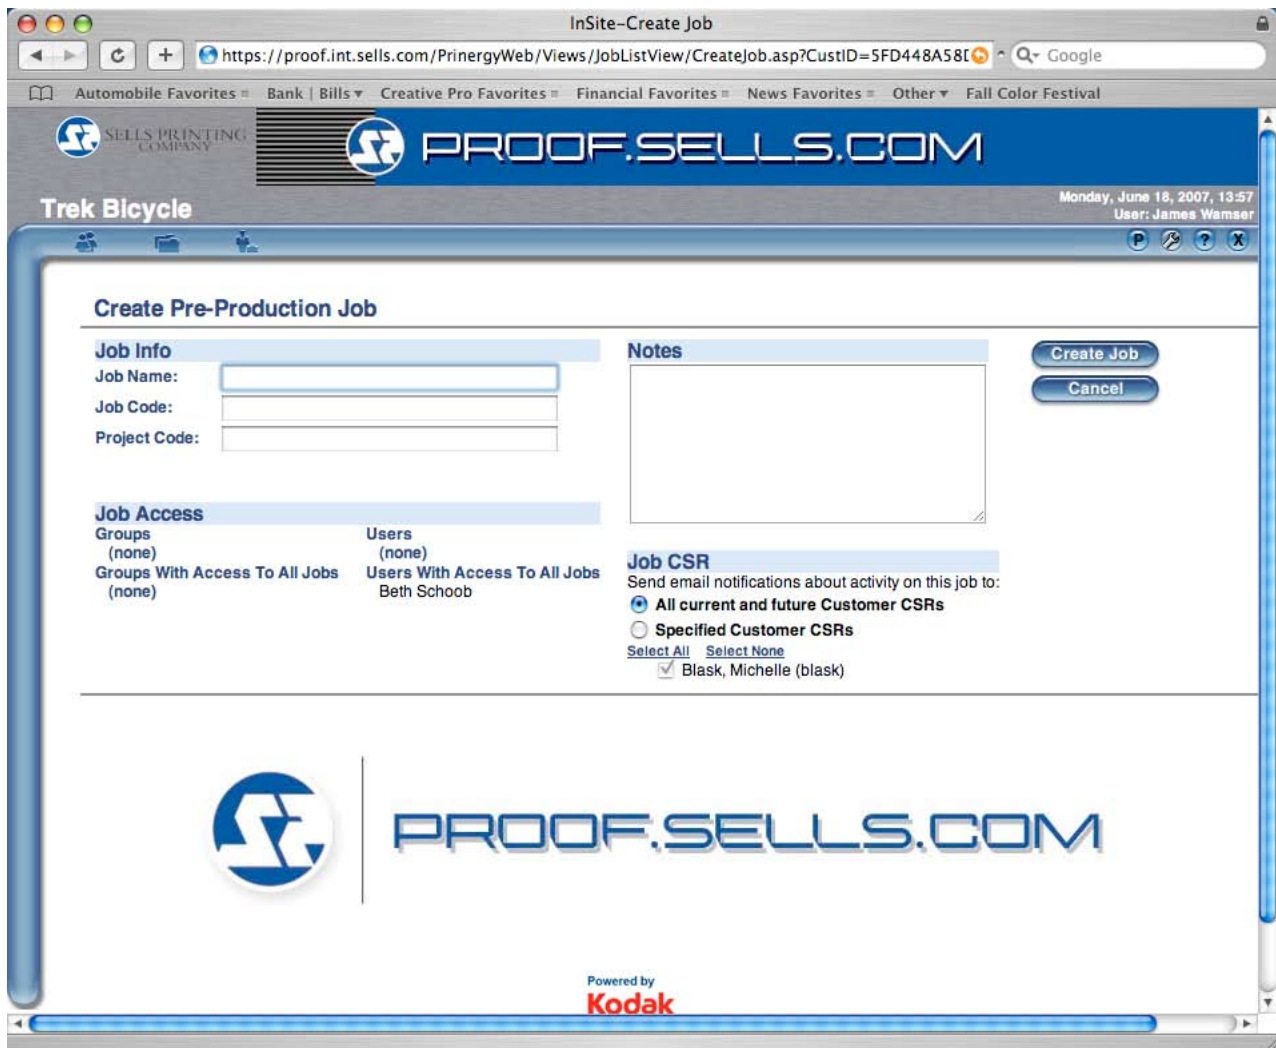 InSite-Create Job
https://proof.int.sells.com/PrinergyWeb/Views/JobListView/CreateJob.asp?CustID=5FD448A58
Google
Automobile Favorites Bank | Bills Creative Pro Favorites Financial Favorites News Favorites Other Fall Color Festival
SELLS PRINTING
COMPANY
PROOF.SELLS.COM
Trek Bicycle
Monday, June 18, 2007, 13:57
User: James Wamser
P ? X
Create Pre-Production Job
Job Info
Job Name:
Job Code:
Project Code:
Notes
Create Job
Cancel
Job Access
Groups
(none)
Groups With Access To All Jobs
(none)
Users
(none)
Users With Access To All Jobs
Beth Schoob
Job CSR
Send email notifications about activity on this job to:
All current and future Customer CSRs
Specified Customer CSRs
Select All Select None
Blask, Michelle (blask)
PROOF.SELLS.COM
Powered by
Kodak